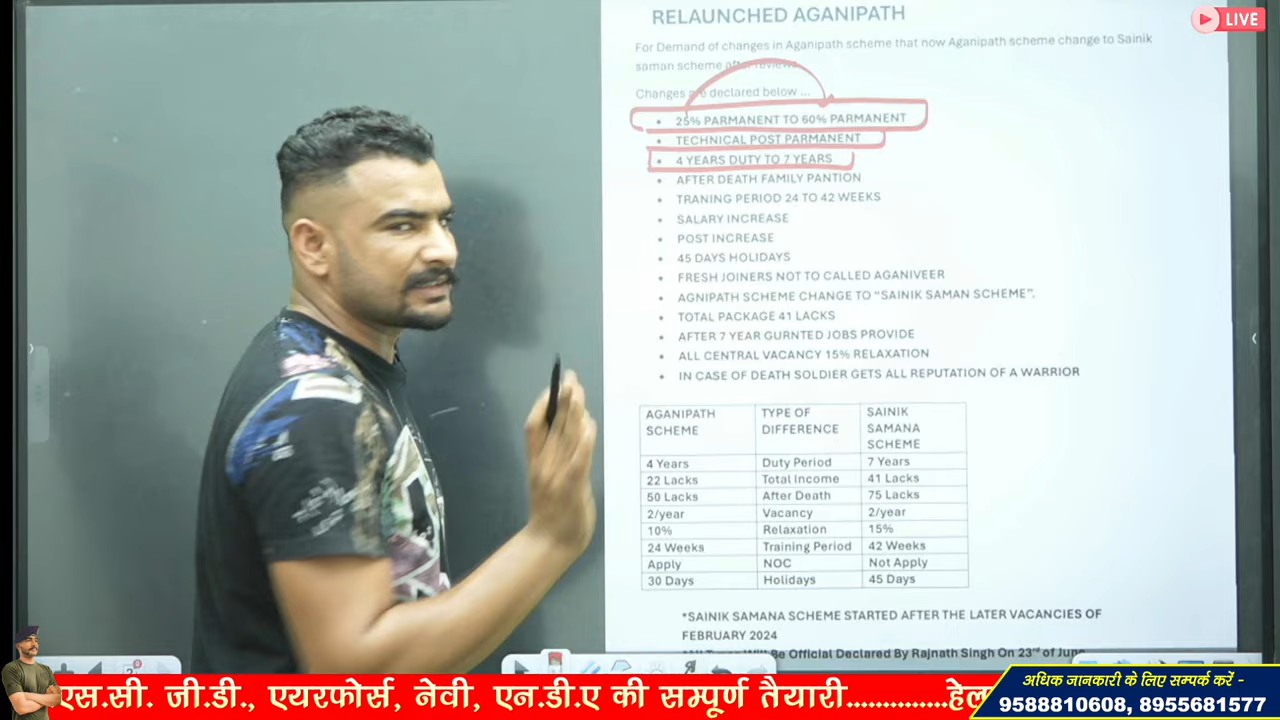 LIVE
RELAUNCHED AGANIPATH
For Demand of changes in Aganipath scheme that now Aganipath scheme change to Sainik
saman scheme after reviews.
Changes are declared below ...
• 25% PARMANENT TO 60% PARMANENT
• TECHNICAL POST PARMANENT
• 4 YEARS DUTY TO 7 YEARS
• AFTER DEATH FAMILY PANTION
• TRANING PERIOD 24 TO 42 WEEKS
• SALARY INCREASE
• POST INCREASE
• 45 DAYS HOLIDAYS
• FRESH JOINERS NOT TO CALLED AGANIVEER
• AGNIPATH SCHEME CHANGE TO “SAINIK SAMAN SCHEME”.
• TOTAL PACKAGE 41 LACKS
• AFTER 7 YEAR GURNTED JOBS PROVIDE
• ALL CENTRAL VACANCY 15% RELAXATION
• IN CASE OF DEATH SOLDIER GETS ALL REPUTATION OF A WARRIOR
AGANIPATH SCHEME TYPE OF DIFFERENCE SAINIK SAMANA SCHEME
4 Years Duty Period 7 Years
22 Lacks Total Income 41 Lacks
50 Lacks After Death 75 Lacks
2/year Vacancy 2/year
10% Relaxation 15%
24 Weeks Training Period 42 Weeks
Apply NOC Not Apply
30 Days Holidays 45 Days
*SAINIK SAMANA SCHEME STARTED AFTER THE LATER VACANCIES OF
FEBRUARY 2024
Be Official Declared By Rajnath Singh On 23rd of June
एस.सी. जी.डी., एयरफोर्स, नेवी, एन.डी.ए की सम्पूर्ण तैयारी...............हेल
अधिक जानकारी के लिए सम्पर्क करें -
9588810608, 8955681577